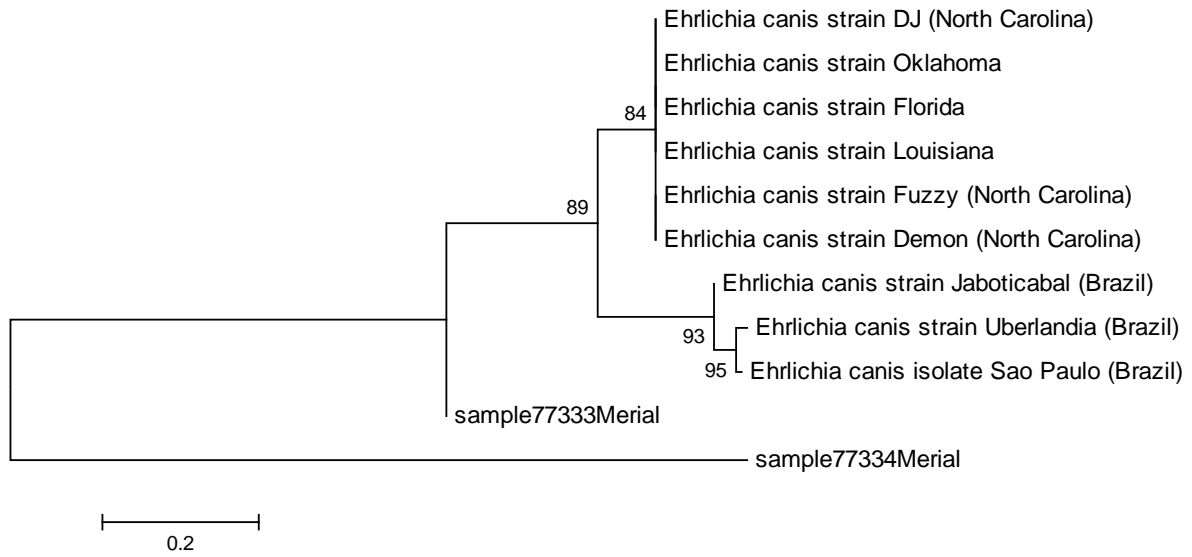 Ehrlichia canis strain DJ (North Carolina)
Ehrlichia canis strain Oklahoma
Ehrlichia canis strain Florida
84
Ehrlichia canis strain Louisiana
Ehrlichia canis strain Fuzzy (North Carolina)
89
Ehrlichia canis strain Demon (North Carolina)
Ehrlichia canis strain Jaboticabal (Brazil)
Ehrlichia canis strain Uberlandia (Brazil)
93
Ehrlichia canis isolate Sao Paulo (Brazil)
95
sample77333Merial
sample77334Merial
0.2